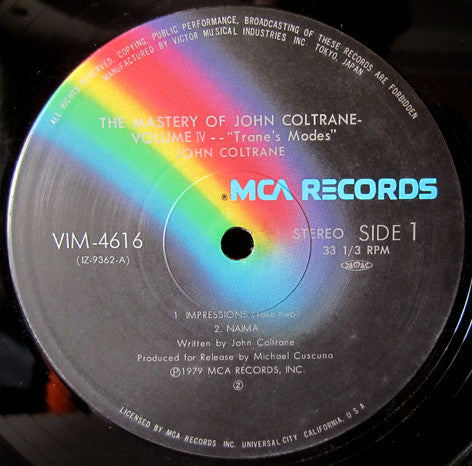 ALL RIGHTS RESERVED, COPYING, PUBLIC PERFORMANCE, BROADCASTING OF THESE RECORDS ARE FORBIDDEN
MANUFACTURED BY VICTOR MUSICAL INDUSTRIES INC. TOKYO, JAPAN
THE MASTERY OF JOHN COLTRANE-
VOLUME IV -- "Trane's Modes"
JOHN COLTRANE
® MCA RECORDS
VIM-4616
(IZ-9362-A)
STEREO SIDE 1
33 1/3 RPM
1. IMPRESSIONS (Take two)
2. NAIMA
Written by John Coltrane
Produced for Release by Michael Cuscuna
Ⓟ1979 MCA RECORDS, INC.
②
LICENSED BY MCA RECORDS INC. UNIVERSAL CITY, CALIFORNIA, U.S.A.